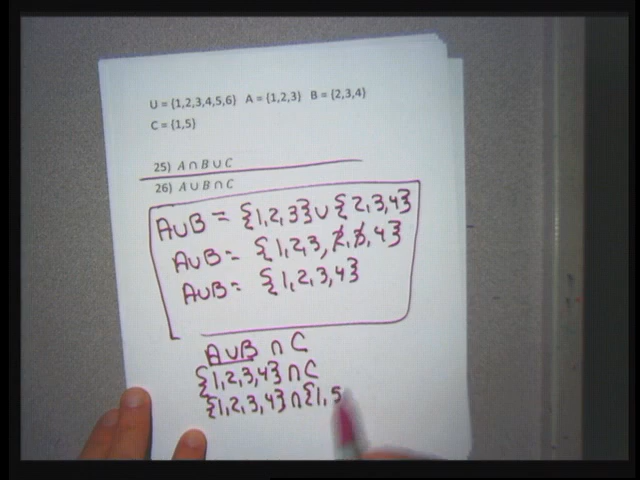 U = {1,2,3,4,5,6} A = {1,2,3} B = {2,3,4}
C = {1,5}
25) A ∩ B ∪ C
26) A ∪ B ∩ C
A∪B = {1,2,3} ∪ {2,3,4}
A∪B = {1,2,3,2,3,4}
A∪B = {1,2,3,4}
A∪B ∩ C
{1,2,3,4} ∩ C
{1,2,3,4} ∩ {1,5